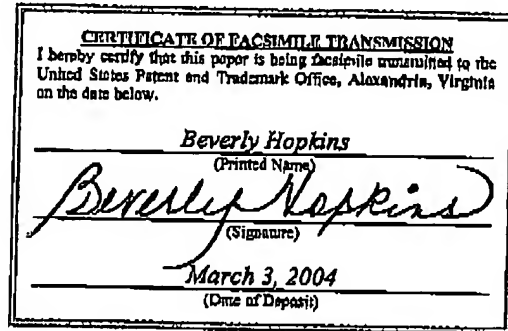 CERTIFICATE OF FACSIMILE TRANSMISSION
I hereby certify that this paper is being facsimile transmitted to the
United States Patent and Trademark Office, Alexandria, Virginia
on the date below.
Beverly Hopkins
(Printed Name)
Beverly Hopkins
(Signature)
March 3, 2004
(Date of Deposit)